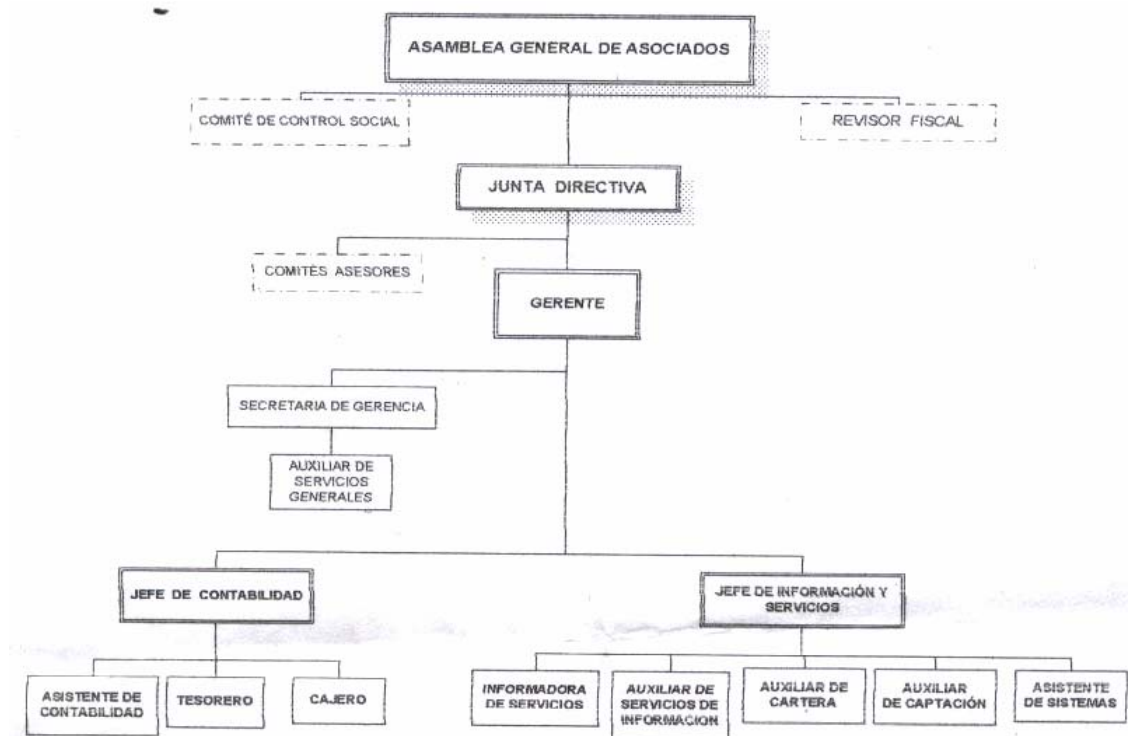 ASAMBLEA GENERAL DE ASOCIADOS
COMITÉ DE CONTROL SOCIAL
REVISOR FISCAL
JUNTA DIRECTIVA
COMITÈS ASESORES
GERENTE
SECRETARIA DE GERENCIA
AUXILIAR DE
SERVICIOS
GENERALES
JEFE DE CONTABILIDAD
JEFE DE INFORMACIÓN Y
SERVICIOS
ASISTENTE DE
CONTABILIDAD
TESORERO
CAJERO
INFORMADORA
DE SERVICIOS
AUXILIAR DE
SERVICIOS DE
INFORMACION
AUXILIAR DE
CARTERA
AUXILIAR
DE CAPTACIÓN
ASISTENTE
DE SISTEMAS